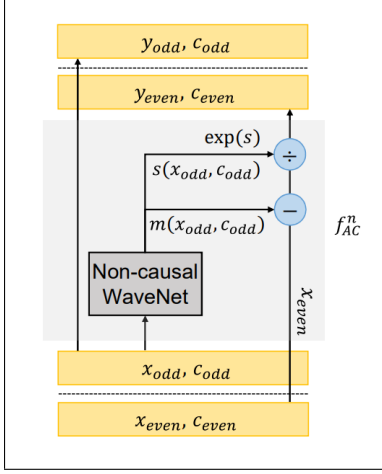 y_odd, c_odd
y_even, c_even
exp(s)
÷
s(x_odd, c_odd)
−
m(x_odd, c_odd)
f_AC^n
Non-causal
WaveNet
x_even
x_odd, c_odd
x_even, c_even